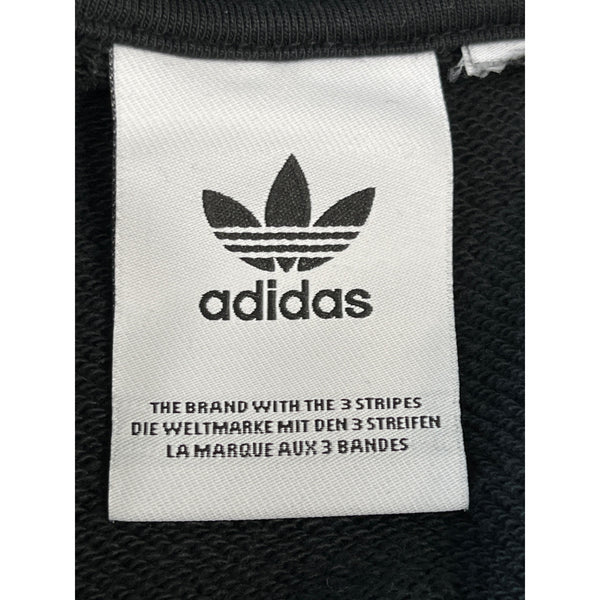 adidas
THE BRAND WITH THE 3 STRIPES
DIE WELTMARKE MIT DEN 3 STREIFEN
LA MARQUE AUX 3 BANDES